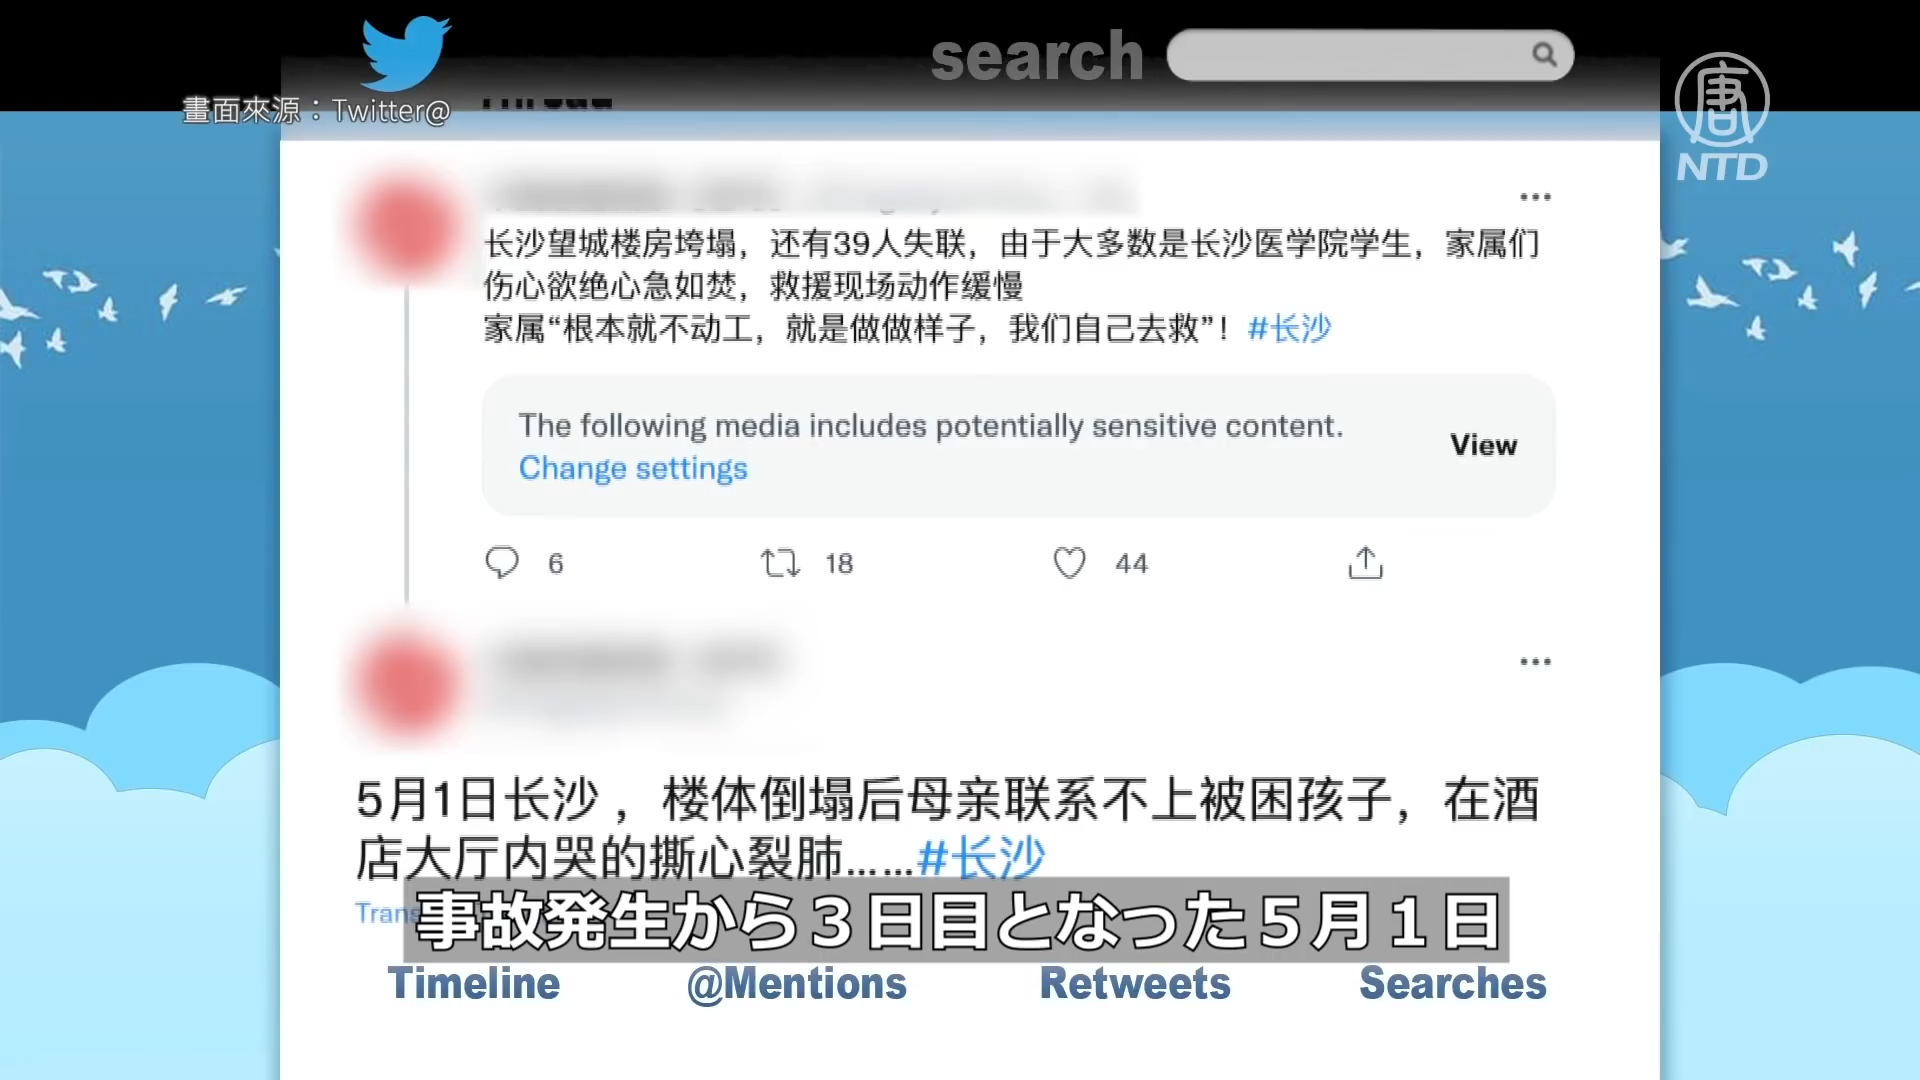 search
畫面來源：Twitter@
唐
NTD
长沙望城楼房垮塌，还有39人失联，由于大多数是长沙医学院学生，家属们
伤心欲绝心急如焚，救援现场动作缓慢
家属“根本就不动工，就是做做样子，我们自己去救”！#长沙
The following media includes potentially sensitive content.
Change settings
View
6
18
44
5月1日长沙 ，楼体倒塌后母亲联系不上被困孩子，在酒
店大厅内哭的撕心裂肺......#长沙
事故発生から３日目となった５月１日
Timeline
@Mentions
Retweets
Searches